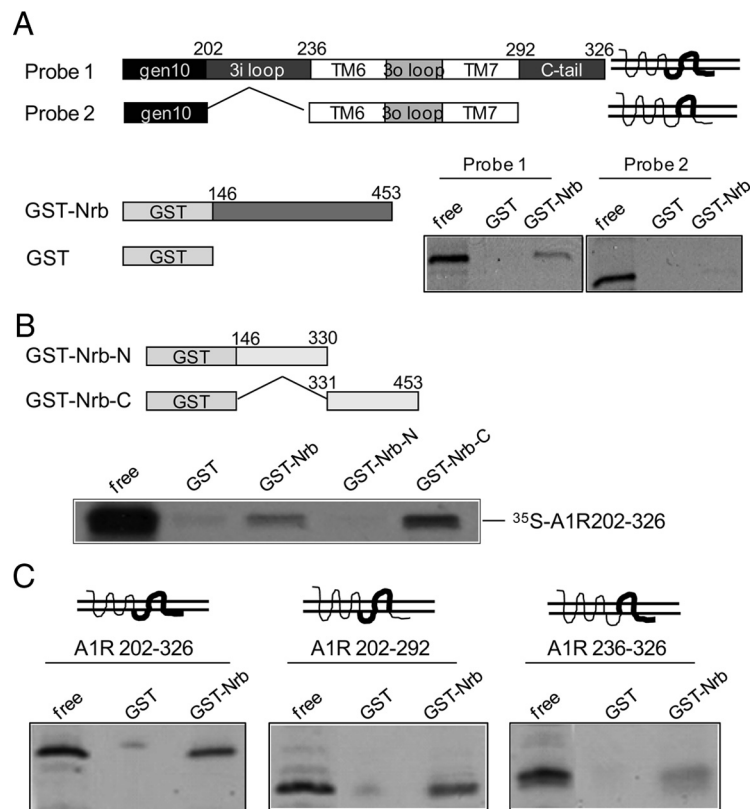 A
202 236 292 326
Probe 1 gen10 3i loop TM6 3o loop TM7 C-tail
Probe 2 gen10 TM6 3o loop TM7
146 453
GST-Nrb GST
GST GST
Probe 1 Probe 2
free GST GST-Nrb free GST GST-Nrb
B
146 330
GST-Nrb-N GST
331 453
GST-Nrb-C GST
free GST GST-Nrb GST-Nrb-N GST-Nrb-C
35S-A1R202-326
C
A1R 202-326 A1R 202-292 A1R 236-326
free GST GST-Nrb free GST GST-Nrb free GST GST-Nrb